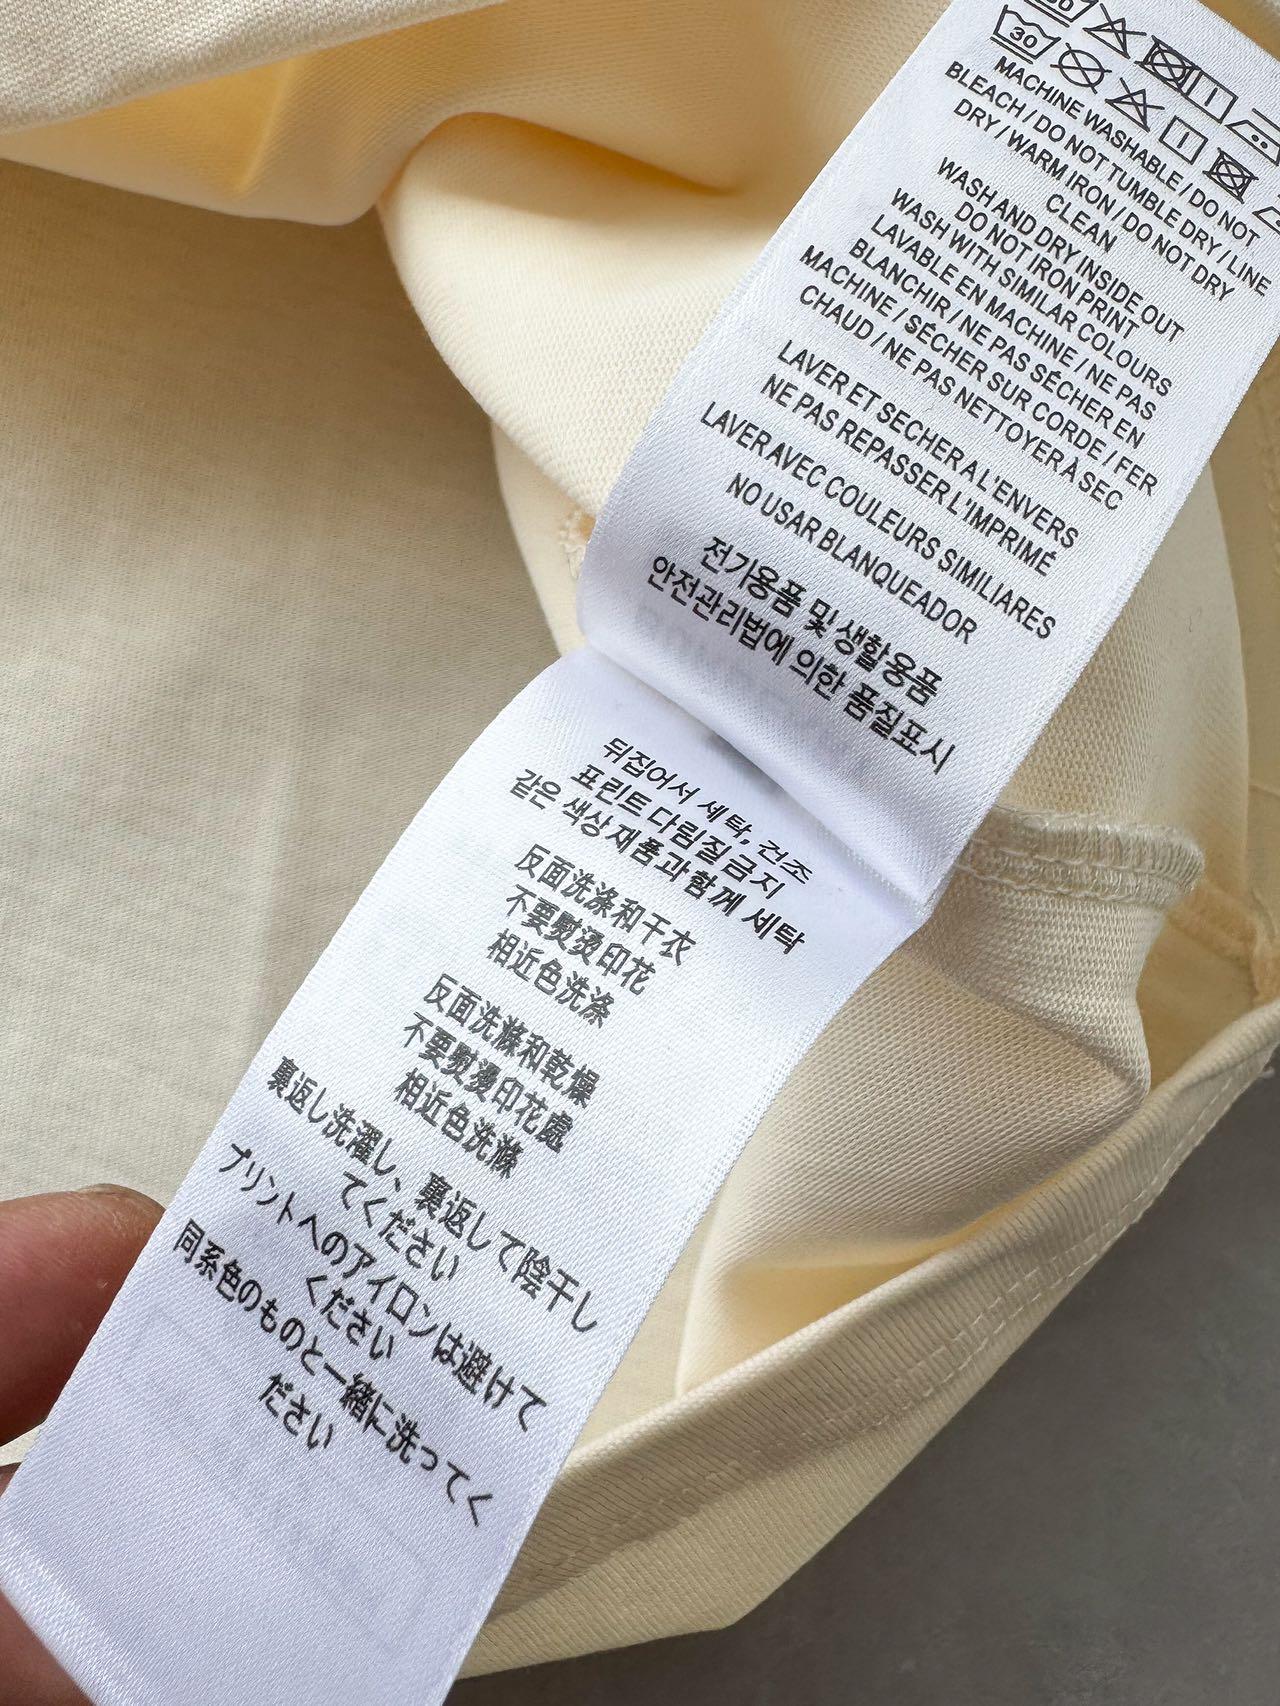 30
30
MACHINE WASHABLE / DO NOT
BLEACH / DO NOT TUMBLE DRY / LINE
DRY / WARM IRON / DO NOT DRY
CLEAN
WASH AND DRY INSIDE OUT
DO NOT IRON PRINT
WASH WITH SIMILAR COLOURS
LAVABLE EN MACHINE / NE PAS
BLANCHIR / NE PAS SÉCHER EN
MACHINE / SÉCHER SUR CORDE / FER
CHAUD / NE PAS NETTOYER À SEC
LAVER ET SECHER A L'ENVERS
NE PAS REPASSER L'IMPRIMÉ
LAVER AVEC COULEURS SIMILIARES
NO USAR BLANQUEADOR
전기용품 및 생활용품
안전관리법에 의한 품질표시
뒤집어서 세탁, 건조
프린트 다림질 금지
같은 색상 재품과 함께 세탁
反面洗涤和干衣
不要熨烫印花
相近色洗涤
反面洗滌和乾燥
不要熨燙印花處
相近色洗滌
裏返し洗濯し、裏返して陰干し
てください
プリントへのアイロンは避けて
ください
同系色のものと一緒に洗ってく
ださい